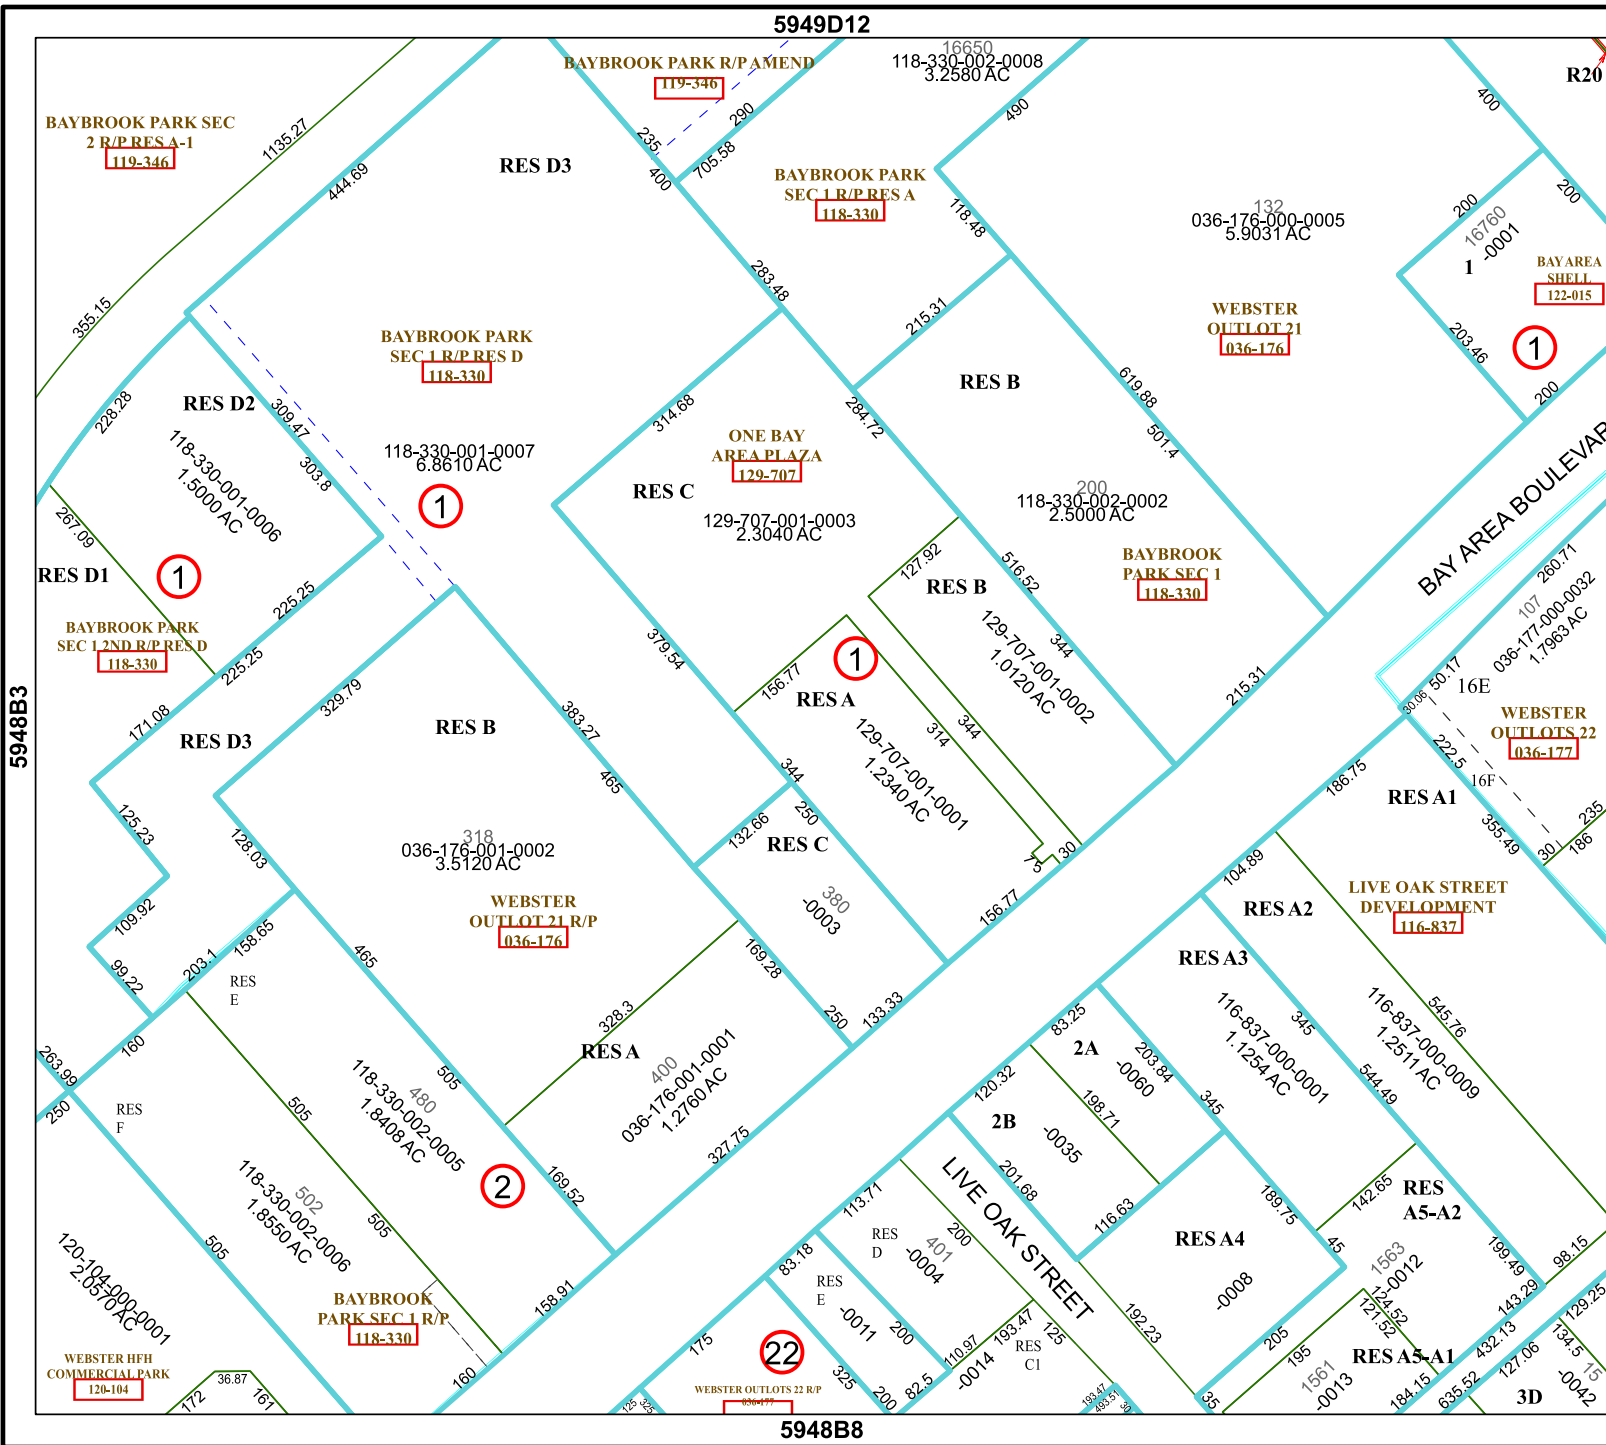 5949D12
5948B3
5948B8
BAYBROOK PARK SEC
2 R/P RES A-1
119-346
1135.27
355.15
444.69
RES D3
BAYBROOK PARK R/P AMEND
119-346
290
235
400
705.58
16650
118-330-002-0008
3.2580 AC
490
BAYBROOK PARK
SEC 1 R/P RES A
118-330
118.48
283.48
215.31
132
036-176-000-0005
5.9031 AC
400
R20
200
200
16760
-0001
1
BAY AREA
SHELL
122-015
203.46
1
200
WEBSTER
OUTLOT 21
036-176
619.88
501.4
BAYBROOK PARK
SEC 1 R/P RES D
118-330
RES D2
228.28
309.47
303.8
118-330-001-0006
1.5000 AC
118-330-001-0007
6.8610 AC
1
314.68
ONE BAY
AREA PLAZA
129-707
RES C
129-707-001-0003
2.3040 AC
284.72
RES B
200
118-330-002-0002
2.5000 AC
BAYBROOK
PARK SEC 1
118-330
BAY AREA BOULEVAR
267.09
RES D1
1
225.25
225.25
BAYBROOK PARK
SEC 1 2ND R/P RES D
118-330
171.08
RES D3
125.23
109.92
99.22
329.79
RES B
383.27
465
379.54
127.92
RES B
516.52
344
129-707-001-0002
1.0120 AC
1
156.77
RES A
314
344
129-707-001-0001
1.2340 AC
344
250
75
30
215.31
260.71
107
036-177-000-0032
1.7963 AC
50.17
30.06
16E
WEBSTER
OUTLOTS 22
036-177
222.5
16F
186.75
RES A1
355.49
235
186
30
128.03
318
036-176-001-0002
3.5120 AC
WEBSTER
OUTLOT 21 R/P
036-176
132.66
RES C
380
-0003
156.77
133.33
169.28
250
104.89
RES A2
LIVE OAK STREET
DEVELOPMENT
116-837
RES A3
116-837-000-0001
1.1254 AC
345
544.49
116-837-000-0009
1.2511 AC
545.76
203.1
158.65
RES
E
465
328.3
RES A
400
036-176-001-0001
1.2760 AC
327.75
263.99
250
160
RES
F
505
505
480
118-330-002-0005
1.8408 AC
2
169.52
502
118-330-002-0006
1.8550 AC
505
505
158.91
160
BAYBROOK
PARK SEC 1 R/P
118-330
120-104-000-0001
2.0570 AC
WEBSTER HFH
COMMERCIAL PARK
120-104
172
36.87
161
83.25
2A
-0060
203.84
345
120.32
198.71
2B
-0035
201.68
116.63
113.71
LIVE OAK STREET
200
RES
D
401
-0004
83.18
RES
E
-0011
200
175
22
WEBSTER OUTLOTS 22 R/P
036-177
325
200
82.5
110.97
193.47
-0014
RES
C1
125
125
325
193.47
493.51
30
192.23
35
RES A4
-0008
189.75
45
142.65
RES
A5-A2
199.49
98.15
1563
-0012
124.52
121.52
205
195
1561
-0013
RES A5-A1
184.15
143.29
432.13
635.52
127.06
129.25
134.5
15
-0042
3D